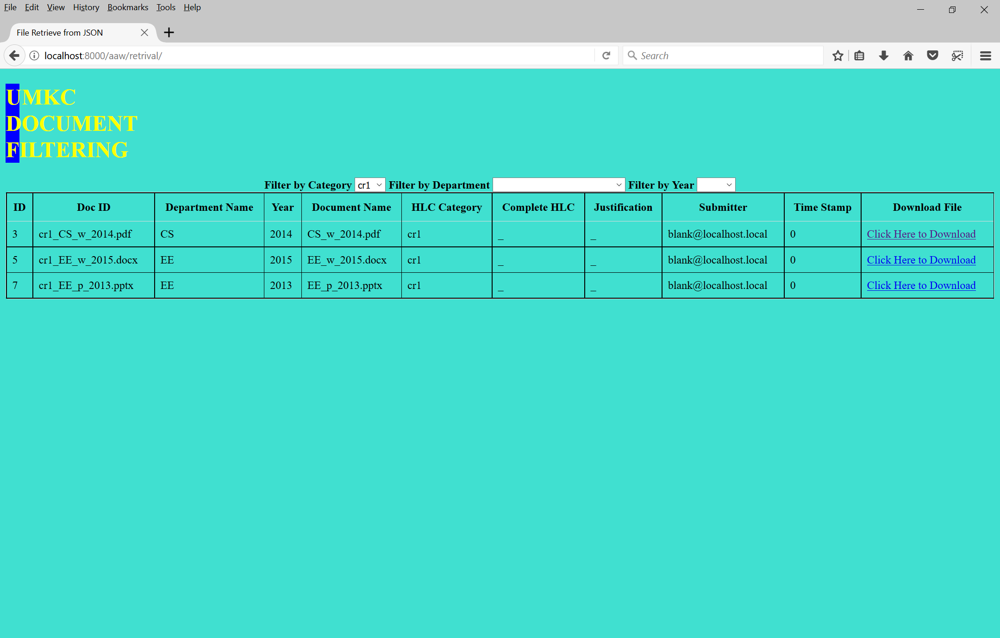 File Edit View History Bookmarks Tools Help
File Retrieve from JSON
localhost:8000/aaw/retrival/ Search
UMKC
DOCUMENT
FILTERING
Filter by Category cr1 Filter by Department Filter by Year
ID Doc ID Department Name Year Document Name HLC Category Complete HLC Justification Submitter Time Stamp Download File
3 cr1_CS_w_2014.pdf CS 2014 CS_w_2014.pdf cr1 _ _ blank@localhost.local 0 Click Here to Download
5 cr1_EE_w_2015.docx EE 2015 EE_w_2015.docx cr1 _ _ blank@localhost.local 0 Click Here to Download
7 cr1_EE_p_2013.pptx EE 2013 EE_p_2013.pptx cr1 _ _ blank@localhost.local 0 Click Here to Download